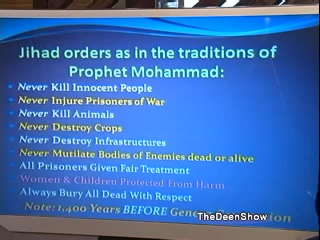 Jihad orders as in the traditions of
Prophet Mohammad:
Never Kill Innocent People
Never Injure Prisoners of War
Never Kill Animals
Never Destroy Crops
Never Destroy Infrastructures
Never Mutilate Bodies of Enemies dead or alive
All Prisoners Given Fair Treatment
Women & Children Protected From Harm
Always Bury All Dead With Respect
Note: 1,400 Years BEFORE
TheDeenShow